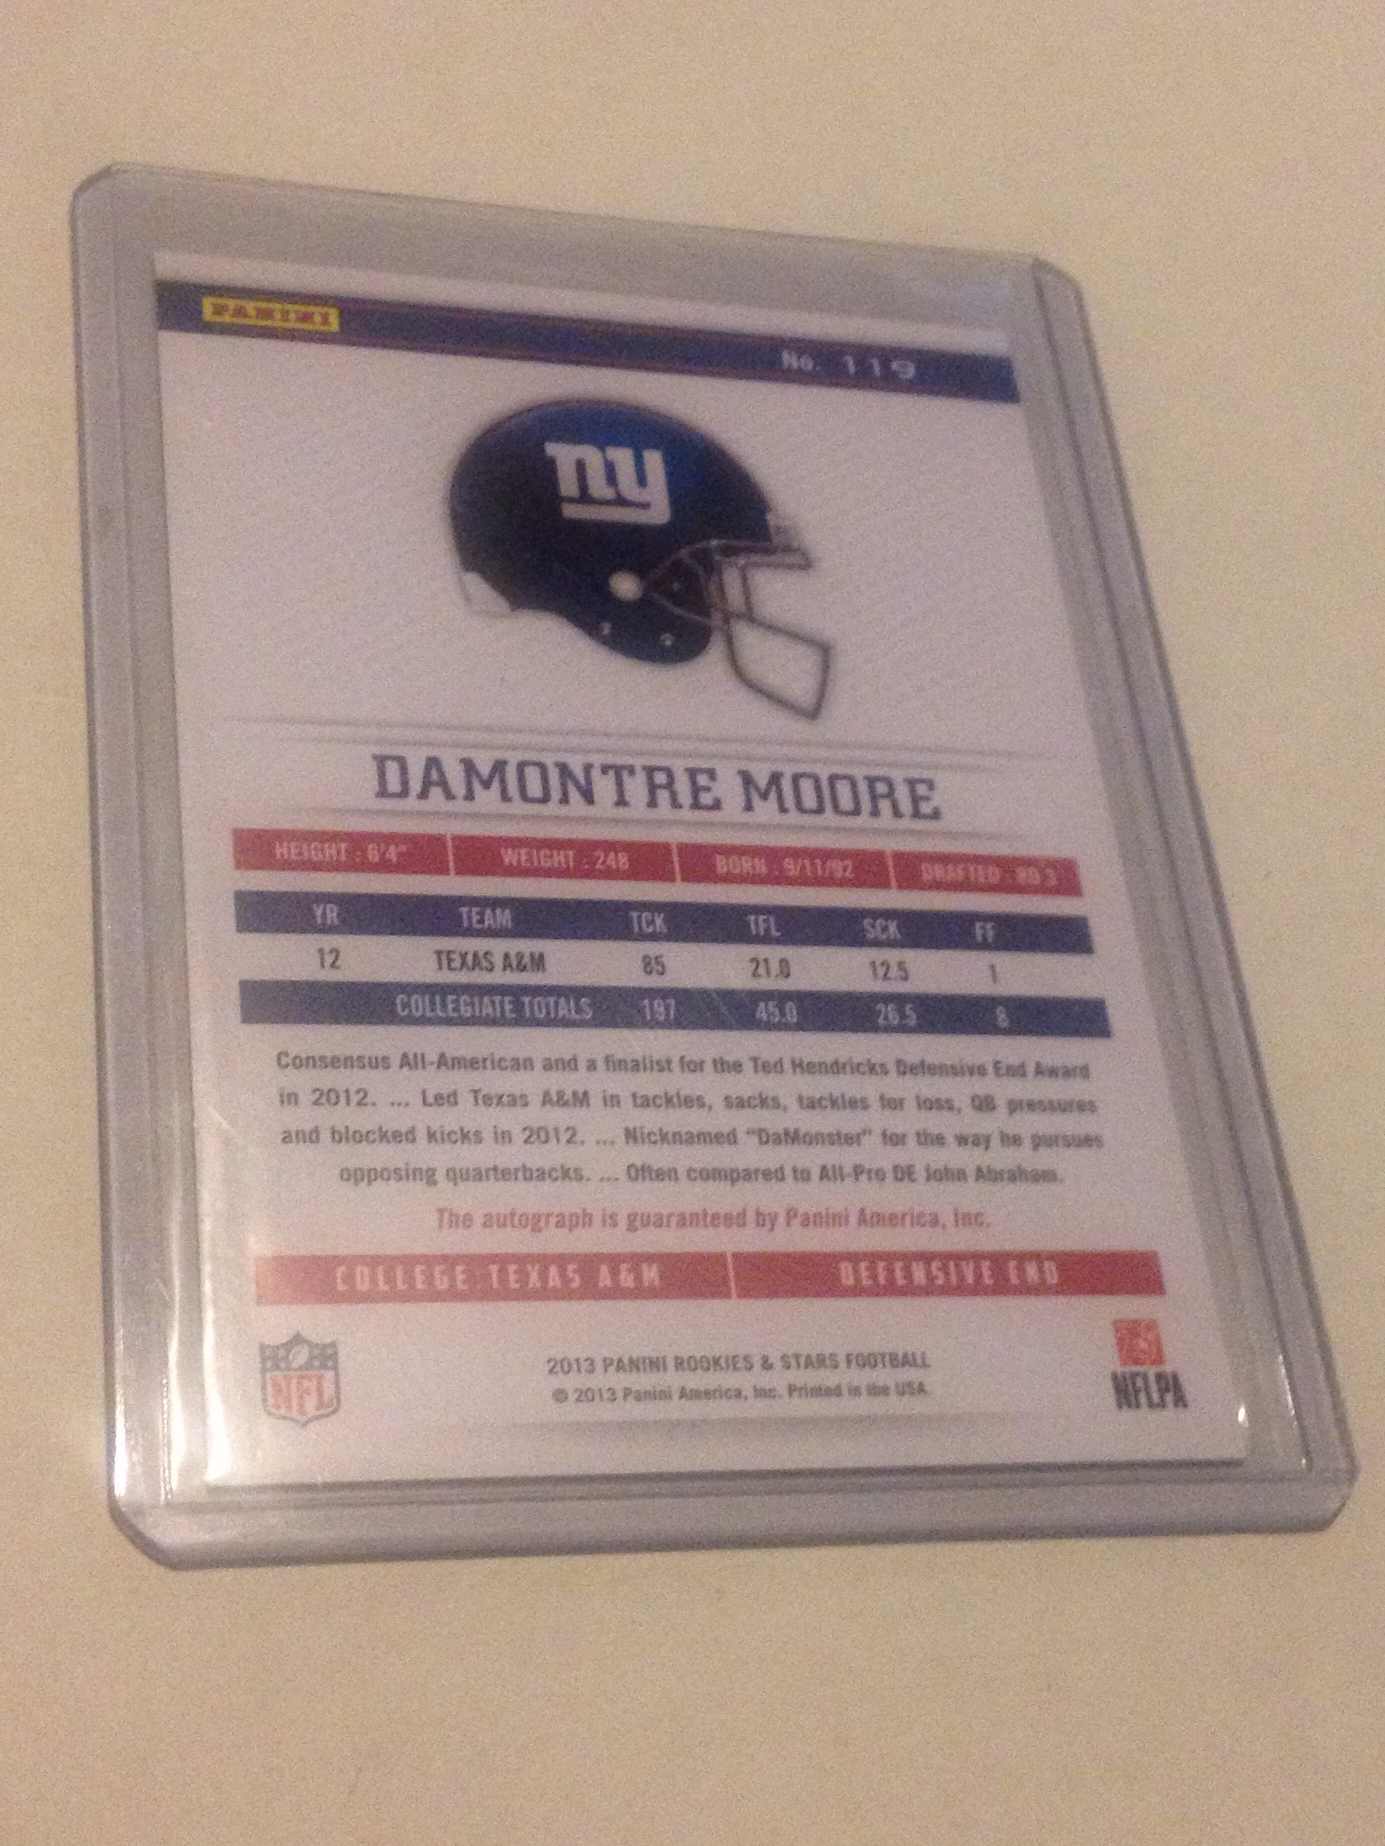 PANINI
No. 119
ny
DAMONTRE MOORE
HEIGHT : 6'4" WEIGHT : 248 BORN : 9/11/92 DRAFTED : RD 3
YR TEAM TCK TFL SCK FF
12 TEXAS A&M 85 21.0 12.5 1
COLLEGIATE TOTALS 197 45.0 26.5 8
Consensus All-American and a finalist for the Ted Hendricks Defensive End Award
in 2012. ... Led Texas A&M in tackles, sacks, tackles for loss, QB pressures
and blocked kicks in 2012. ... Nicknamed "DaMonster" for the way he pursues
opposing quarterbacks. ... Often compared to All-Pro DE John Abraham.
The autograph is guaranteed by Panini America, Inc.
COLLEGE: TEXAS A&M DEFENSIVE END
NFL
2013 PANINI ROOKIES & STARS FOOTBALL
© 2013 Panini America, Inc. Printed in the USA.
NFLPA